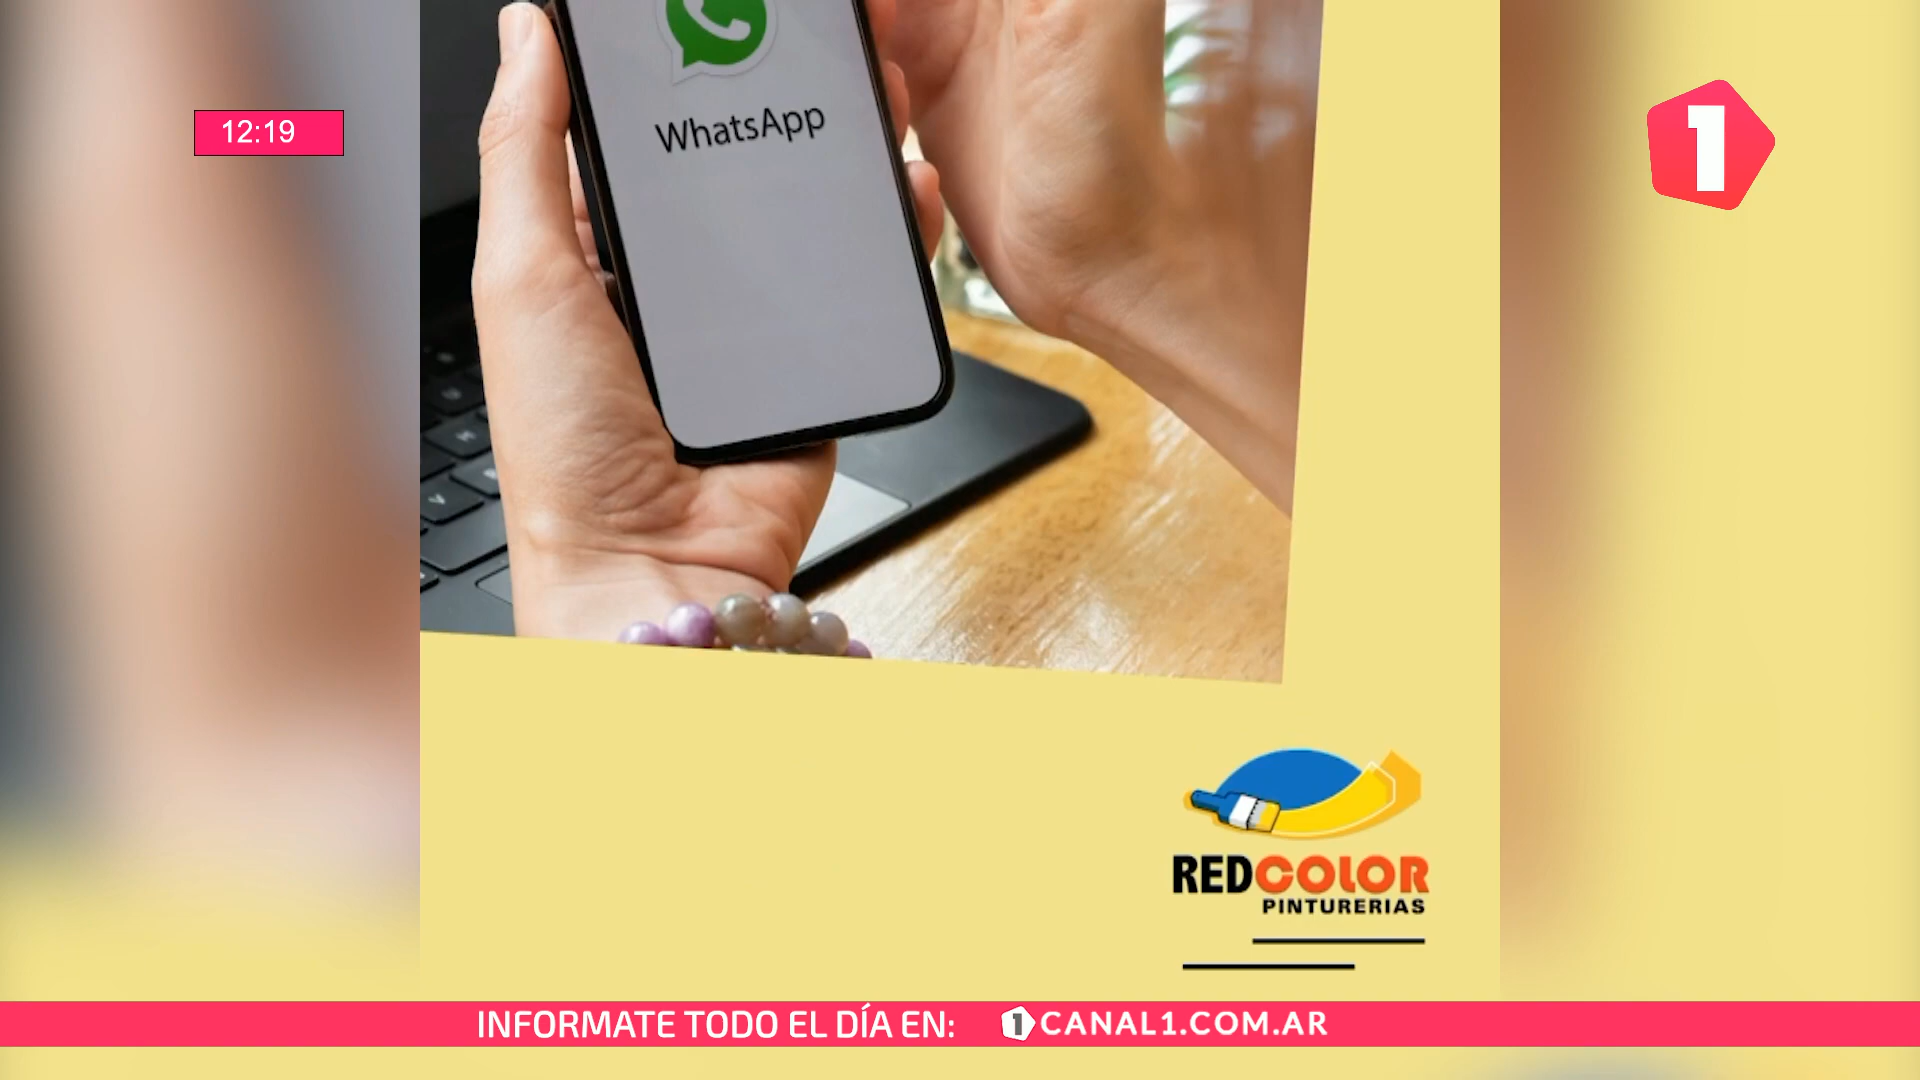 12:19
WhatsApp
1
H
V
B
REDCOLOR
PINTURERIAS
INFORMATE TODO EL DÍA EN: 1 CANAL1.COM.AR